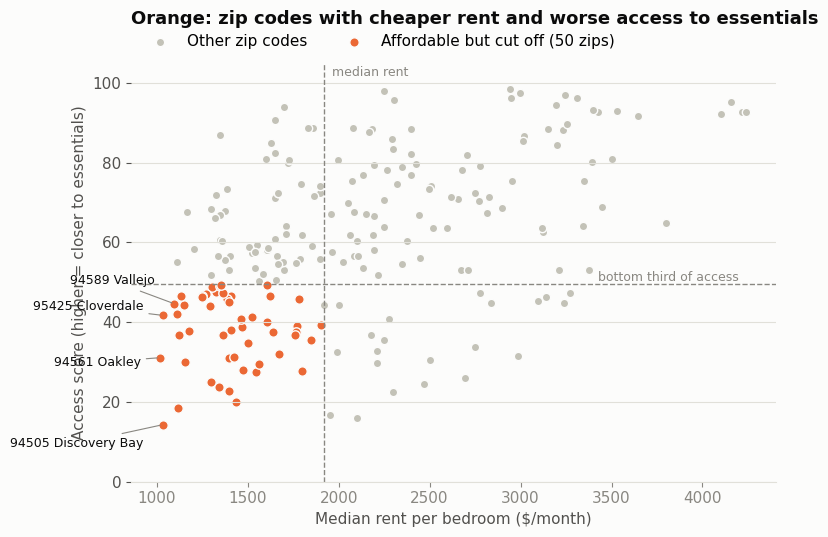 Orange: zip codes with cheaper rent and worse access to essentials
Other zip codes
Affordable but cut off (50 zips)
median rent
bottom third of access
94589 Vallejo
95425 Cloverdale
94561 Oakley
94505 Discovery Bay
Access score (higher = closer to essentials)
100
80
60
40
20
0
1000
1500
2000
2500
3000
3500
4000
Median rent per bedroom ($/month)